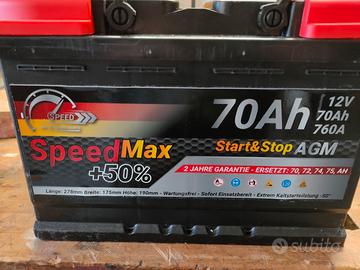 SPEED
70Ah
12V
70Ah
760A
SpeedMax
+50%
Start&Stop AGM
2 JAHRE GARANTIE - ERSETZT: 70, 72, 74, 75, AH
Länge: 278mm Breite: 175mm Höhe: 190mm - Wartungsfrei - Sofort Einsatzbereit - Extrem Kaltstarteilstung -50°
subito